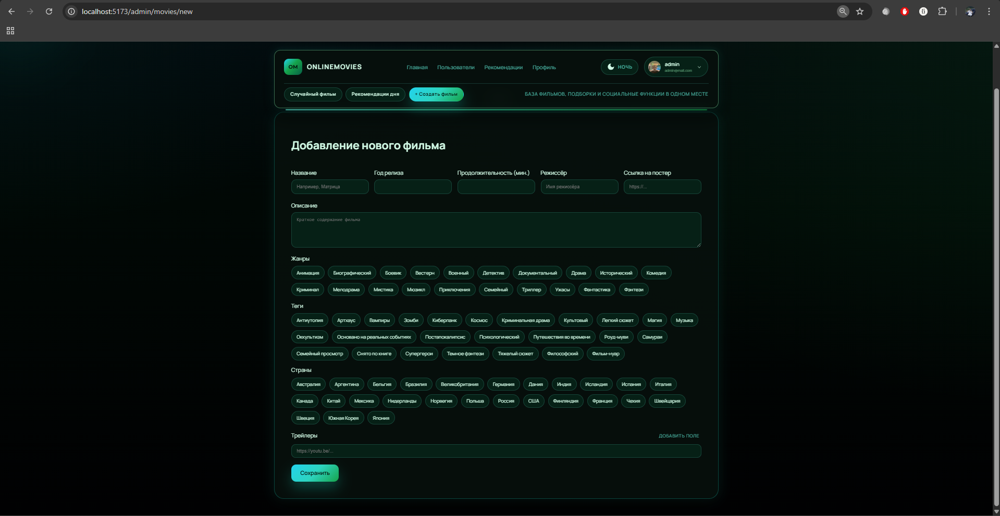 localhost:5173/admin/movies/new
OM ONLINEMOVIES Главная Пользователи Рекомендации Профиль НОЧЬ admin
admin@mail.com
Случайный фильм Рекомендации дня + Создать фильм БАЗА ФИЛЬМОВ, ПОДБОРКИ И СОЦИАЛЬНЫЕ ФУНКЦИИ В ОДНОМ МЕСТЕ
Добавление нового фильма
Название Год релиза Продолжительность (мин.) Режиссёр Ссылка на постер
Например, Матрица Имя режиссёра https://...
Описание
Краткое содержание фильма
Жанры
Анимация Биографический Боевик Вестерн Военный Детектив Документальный Драма Исторический Комедия
Криминал Мелодрама Мистика Мюзикл Приключения Семейный Триллер Ужасы Фантастика Фэнтези
Теги
Антиутопия Артхаус Вампиры Зомби Киберпанк Космос Криминальная драма Культовый Легкий сюжет Магия Музыка
Оккультизм Основано на реальных событиях Постапокалипсис Психологический Путешествия во времени Роуд-муви Самураи
Семейный просмотр Снято по книге Супергерои Темное фэнтези Тяжелый сюжет Философский Фильм-нуар
Страны
Австралия Аргентина Бельгия Бразилия Великобритания Германия Дания Индия Исландия Испания Италия
Канада Китай Мексика Нидерланды Норвегия Польша Россия США Финляндия Франция Чехия Швейцария
Швеция Южная Корея Япония
Трейлеры ДОБАВИТЬ ПОЛЕ
https://youtu.be/...
Сохранить